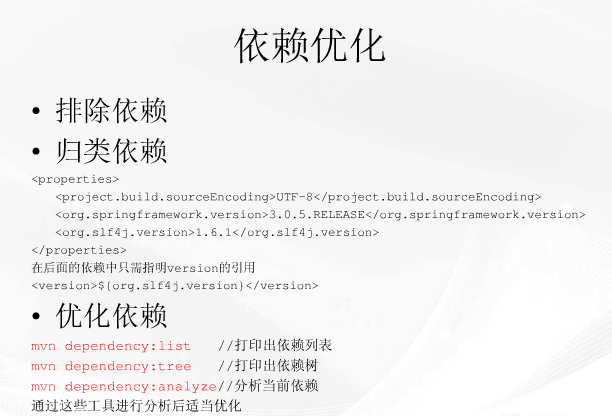 依赖优化
• 排除依赖
• 归类依赖
<properties>
<project.build.sourceEncoding>UTF-8</project.build.sourceEncoding>
<org.springframework.version>3.0.5.RELEASE</org.springframework.version>
<org.slf4j.version>1.6.1</org.slf4j.version>
</properties>
在后面的依赖中只需指明version的引用
<version>${org.slf4j.version}</version>
• 优化依赖
mvn dependency:list //打印出依赖列表
mvn dependency:tree //打印出依赖树
mvn dependency:analyze//分析当前依赖
通过这些工具进行分析后适当优化